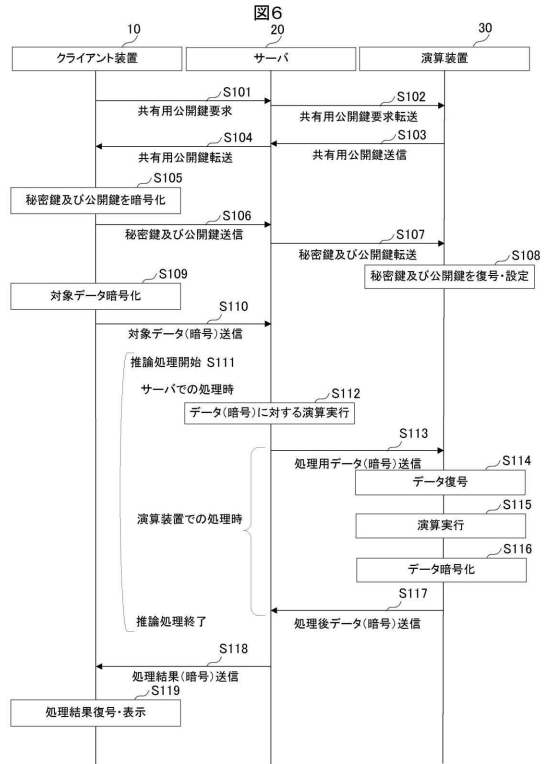 図6
10
20
30
クライアント装置
サーバ
演算装置
S101
共有用公開鍵要求
S102
共有用公開鍵要求転送
S103
共有用公開鍵送信
S104
共有用公開鍵転送
S105
秘密鍵及び公開鍵を暗号化
S106
秘密鍵及び公開鍵送信
S107
秘密鍵及び公開鍵転送
S108
秘密鍵及び公開鍵を復号・設定
S109
対象データ暗号化
S110
対象データ(暗号)送信
推論処理開始 S111
サーバでの処理時
S112
データ(暗号)に対する演算実行
S113
処理用データ(暗号)送信
S114
データ復号
S115
演算装置での処理時
演算実行
S116
データ暗号化
S117
処理後データ(暗号)送信
推論処理終了
S118
処理結果(暗号)送信
S119
処理結果復号・表示